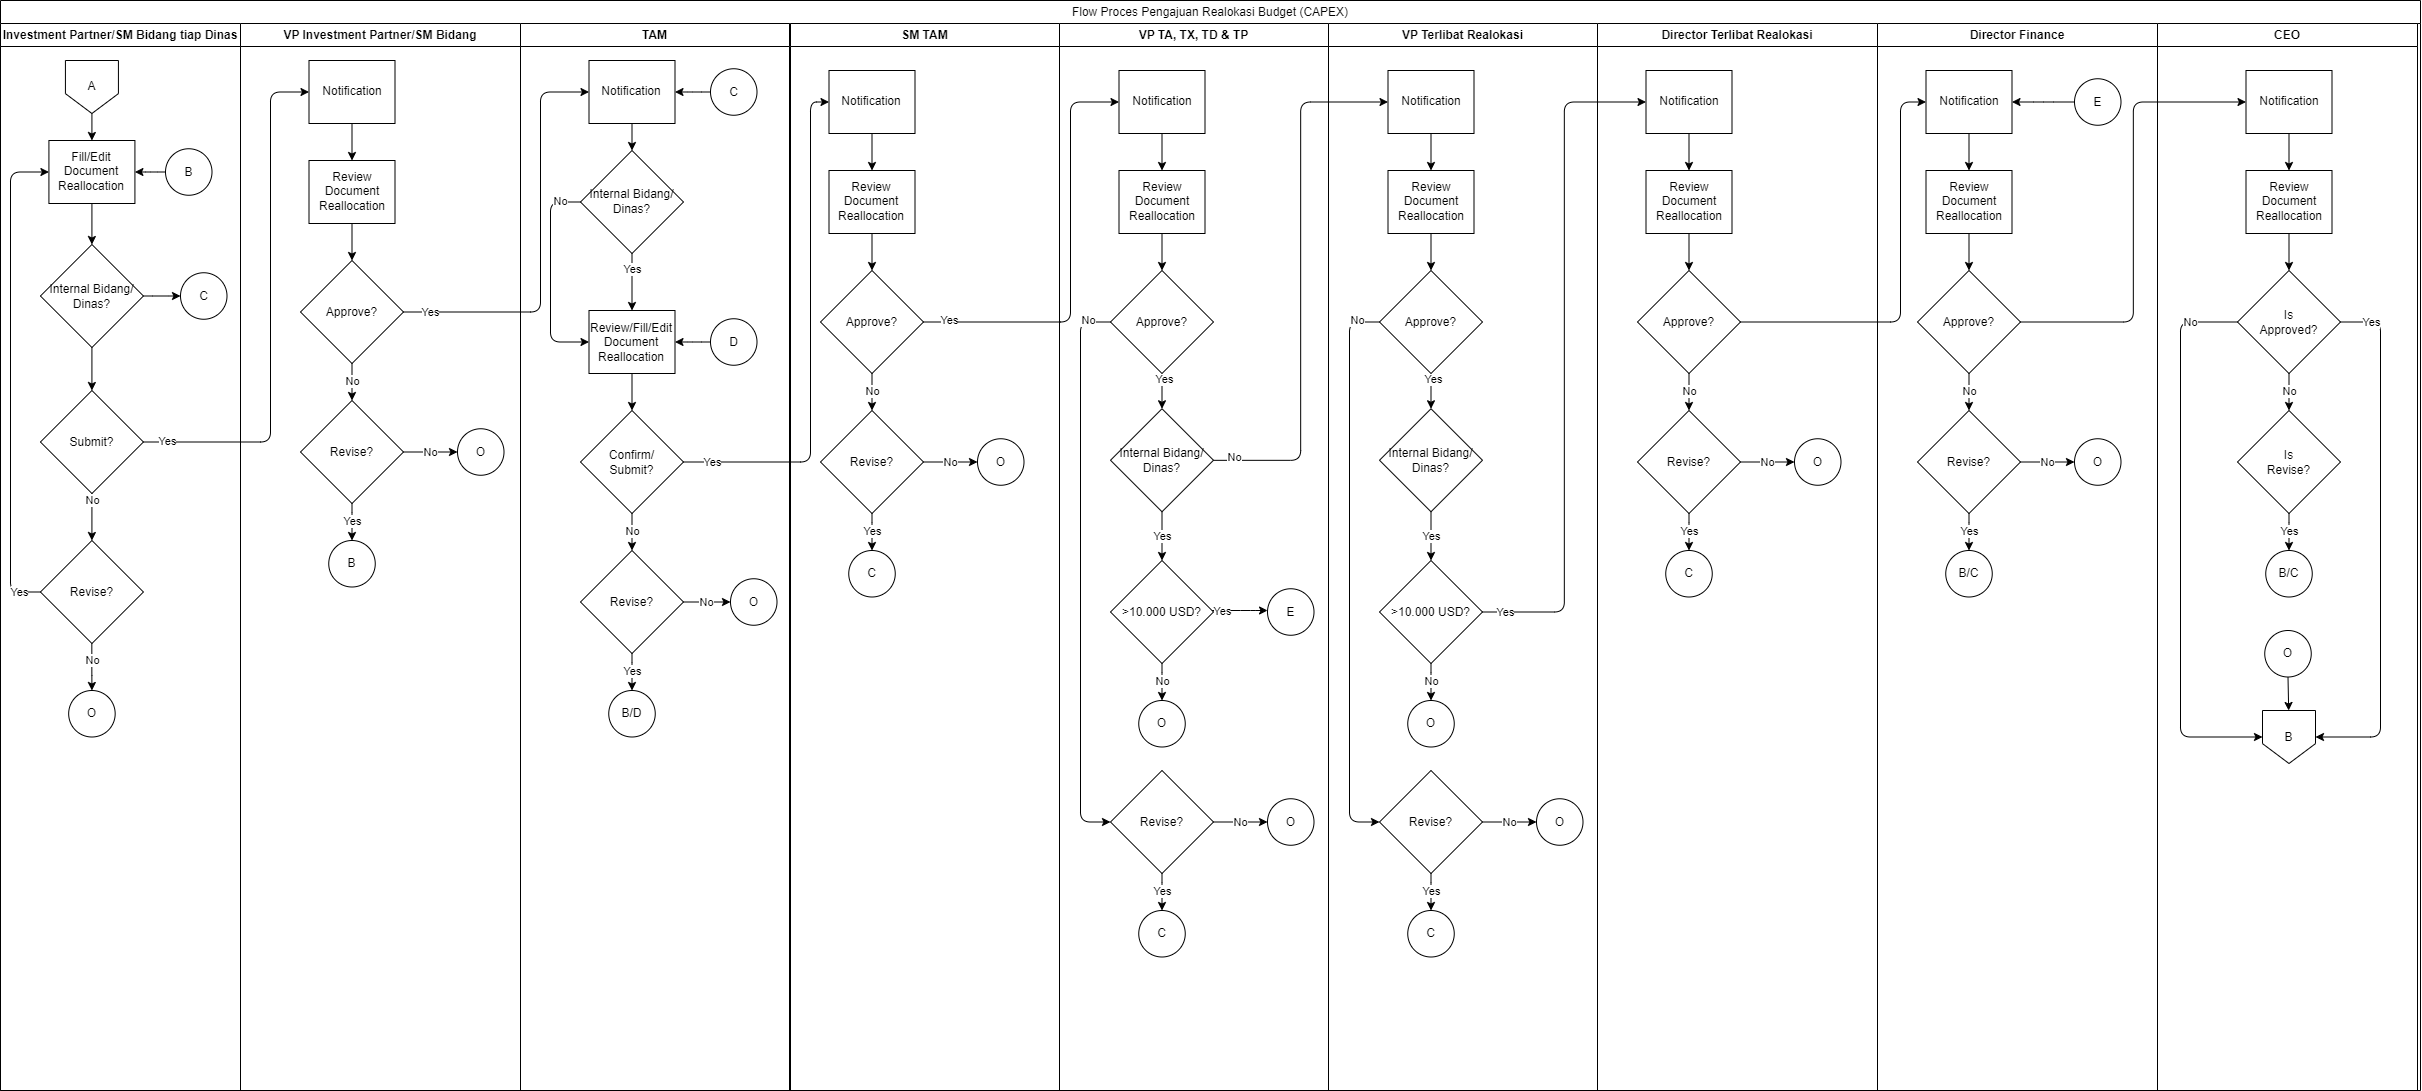 Flow Proces Pengajuan Realokasi Budget (CAPEX)
Investment Partner/SM Bidang tiap Dinas
A
Fill/Edit
Document
Reallocation
B
Internal Bidang/
Dinas?
C
Submit?
Yes
No
Revise?
Yes
No
O
VP Investment Partner/SM Bidang
Notification
Review
Document
Reallocation
Approve?
Yes
No
Revise?
No
O
Yes
B
TAM
Notification
C
Internal Bidang/
Dinas?
No
Yes
Review/Fill/Edit
Document
Reallocation
D
Confirm/
Submit?
Yes
No
Revise?
No
O
Yes
B/D
SM TAM
Notification
Review
Document
Reallocation
Approve?
Yes
No
Revise?
No
O
Yes
C
VP TA, TX, TD & TP
Notification
Review
Document
Reallocation
No
Approve?
Yes
Internal Bidang/
Dinas?
No
Yes
>10.000 USD?
Yes
E
No
O
Revise?
No
O
Yes
C
VP Terlibat Realokasi
Notification
Review
Document
Reallocation
No
Approve?
Yes
Internal Bidang/
Dinas?
Yes
>10.000 USD?
Yes
No
O
Revise?
No
O
Yes
C
Director Terlibat Realokasi
Notification
Review
Document
Reallocation
Approve?
No
Revise?
No
O
Yes
C
Director Finance
Notification
E
Review
Document
Reallocation
Approve?
No
Revise?
No
O
Yes
B/C
CEO
Notification
Review
Document
Reallocation
No
Is
Approved?
Yes
No
Is
Revise?
Yes
B/C
O
B